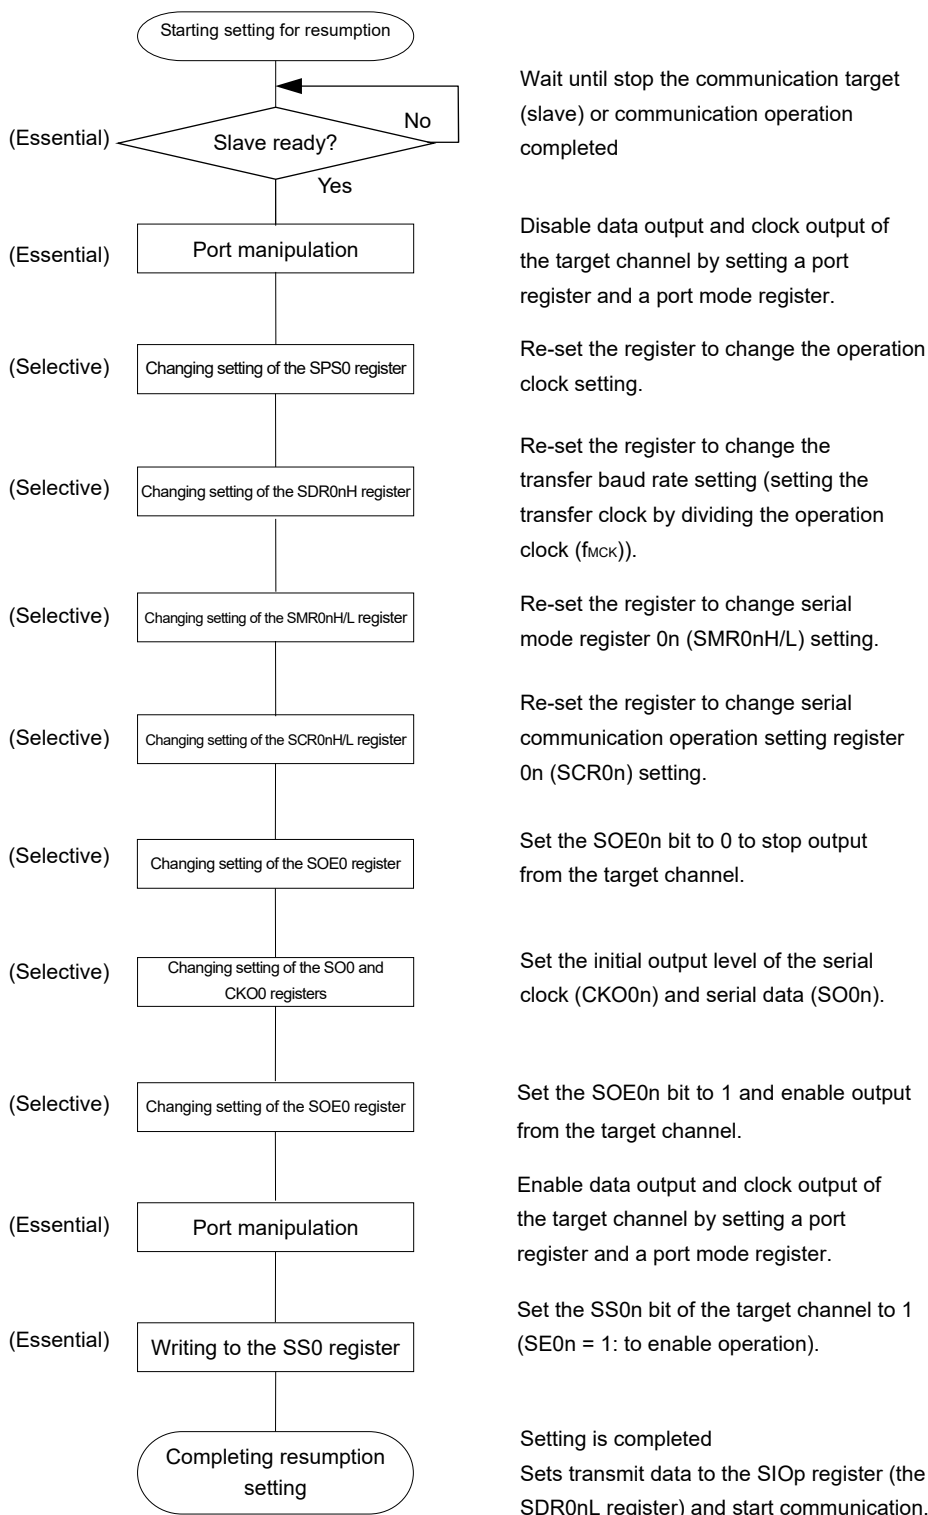 Starting setting for resumption
Wait until stop the communication target
(slave) or communication operation
completed
(Essential)
Slave ready?
No
Yes
(Essential)
Port manipulation
Disable data output and clock output of
the target channel by setting a port
register and a port mode register.
(Selective)
Changing setting of the SPS0 register
Re-set the register to change the operation
clock setting.
(Selective)
Changing setting of the SDR0nH register
Re-set the register to change the
transfer baud rate setting (setting the
transfer clock by dividing the operation
clock (fMCK)).
(Selective)
Changing setting of the SMR0nH/L register
Re-set the register to change serial
mode register 0n (SMR0nH/L) setting.
(Selective)
Changing setting of the SCR0nH/L register
Re-set the register to change serial
communication operation setting register
0n (SCR0n) setting.
(Selective)
Changing setting of the SOE0 register
Set the SOE0n bit to 0 to stop output
from the target channel.
(Selective)
Changing setting of the SO0 and
CKO0 registers
Set the initial output level of the serial
clock (CKO0n) and serial data (SO0n).
(Selective)
Changing setting of the SOE0 register
Set the SOE0n bit to 1 and enable output
from the target channel.
(Essential)
Port manipulation
Enable data output and clock output of
the target channel by setting a port
register and a port mode register.
(Essential)
Writing to the SS0 register
Set the SS0n bit of the target channel to 1
(SE0n = 1: to enable operation).
Completing resumption
setting
Setting is completed
Sets transmit data to the SIOp register (the
SDR0nL register) and start communication.